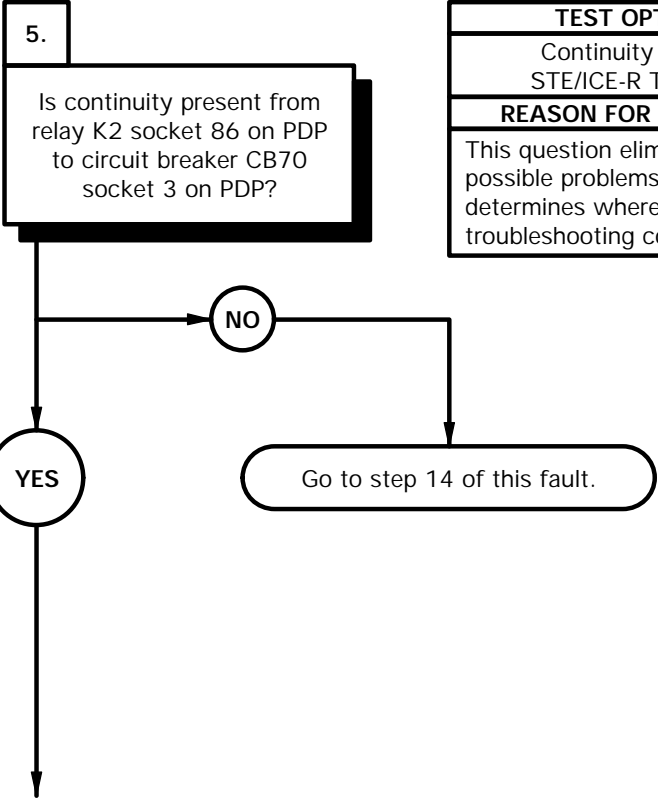 5.
Is continuity present from
relay K2 socket 86 on PDP
to circuit breaker CB70
socket 3 on PDP?
TEST OPT
Continuity
STE/ICE-R T
REASON FOR
This question elim
possible problems
determines where
troubleshooting co
NO
YES
Go to step 14 of this fault.